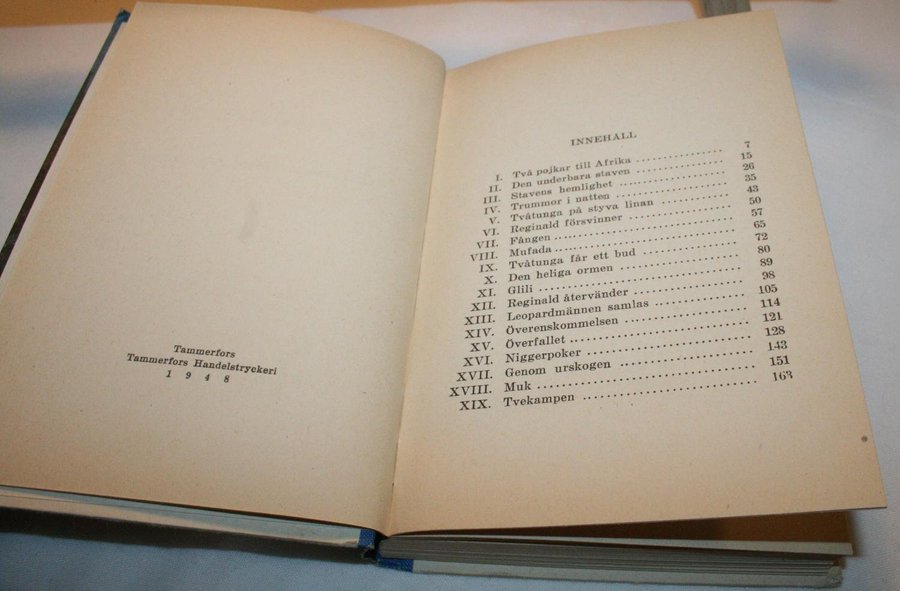 Tammerfors
Tammerfors Handelstryckeri
1 9 4 8
INNEHÅLL
I. Två pojkar till Afrika 7
II. Den underbara staven 15
III. Stavens hemlighet 26
IV. Trummor i natten 35
V. Tvåtunga på styva linan 43
VI. Reginald försvinner 50
VII. Fången 57
VIII. Mufada 65
IX. Tvåtunga får ett bud 72
X. Den heliga ormen 80
XI. Glili 89
XII. Reginald återvänder 98
XIII. Leopardmännen samlas 105
XIV. Överenskommelsen 114
XV. Överfallet 121
XVI. Niggerpoker 128
XVII. Genom urskogen 143
XVIII. Muk 151
XIX. Tvekampen 163